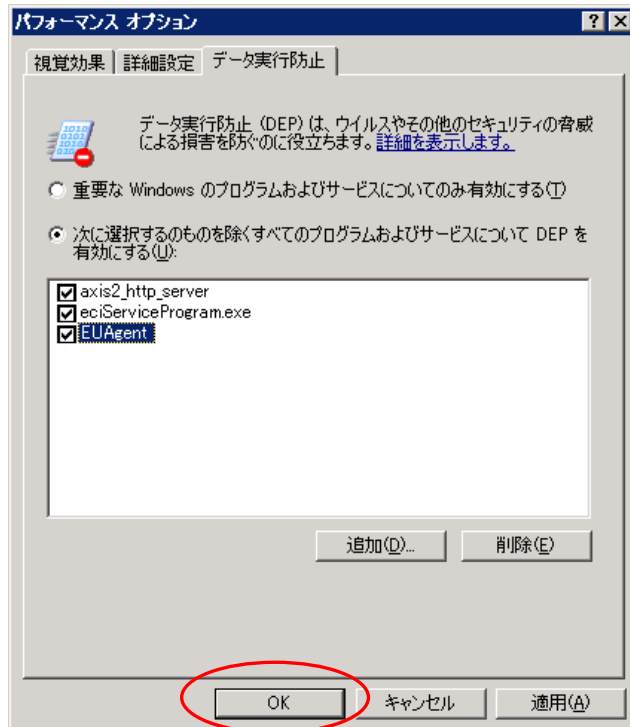 パフォーマンス オプション
視覚効果 詳細設定 データ実行防止
データ実行防止 (DEP) は、ウイルスやその他のセキュリティの脅威
による損害を防ぐのに役立ちます。詳細を表示します。
重要な Windows のプログラムおよびサービスについてのみ有効にする(T)
次に選択するのものを除くすべてのプログラムおよびサービスについて DEP を
有効にする(U):
axis2_http_server
eciServiceProgram.exe
EUAgent
追加(D)... 削除(E)
OK キャンセル 適用(A)